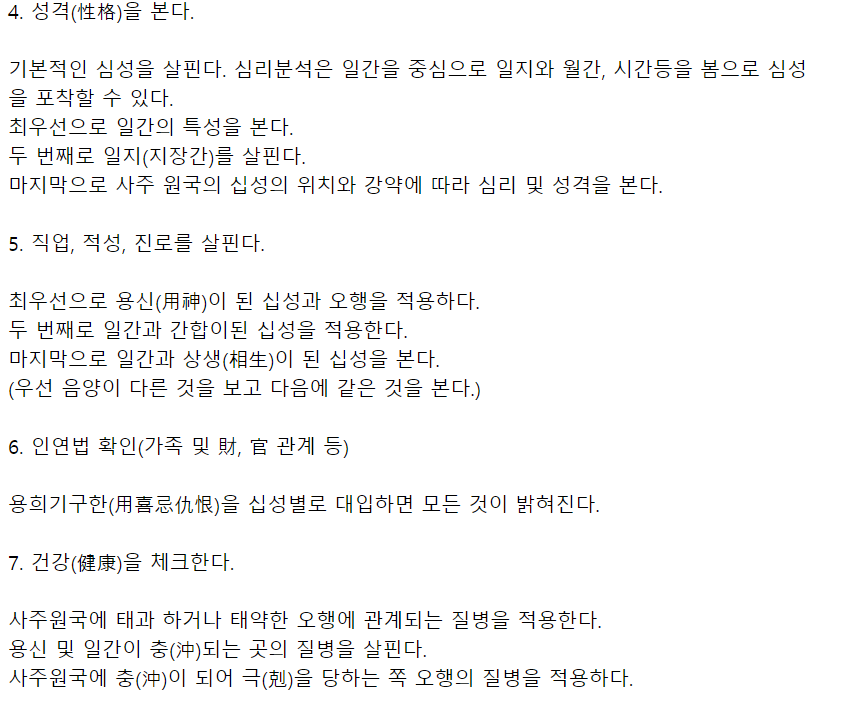 4. 성격(性格)을 본다.
기본적인 심성을 살핀다. 심리분석은 일간을 중심으로 일지와 월간, 시간등을 봄으로 심성
을 포착할 수 있다.
최우선으로 일간의 특성을 본다.
두 번째로 일지(지장간)를 살핀다.
마지막으로 사주 원국의 십성의 위치와 강약에 따라 심리 및 성격을 본다.
5. 직업, 적성, 진로를 살핀다.
최우선으로 용신(用神)이 된 십성과 오행을 적용하다.
두 번째로 일간과 간합이된 십성을 적용한다.
마지막으로 일간과 상생(相生)이 된 십성을 본다.
(우선 음양이 다른 것을 보고 다음에 같은 것을 본다.)
6. 인연법 확인(가족 및 財, 官 관계 등)
용희기구한(用喜忌仇恨)을 십성별로 대입하면 모든 것이 밝혀진다.
7. 건강(健康)을 체크한다.
사주원국에 태과 하거나 태약한 오행에 관계되는 질병을 적용한다.
용신 및 일간이 충(沖)되는 곳의 질병을 살핀다.
사주원국에 충(沖)이 되어 극(剋)을 당하는 쪽 오행의 질병을 적용하다.